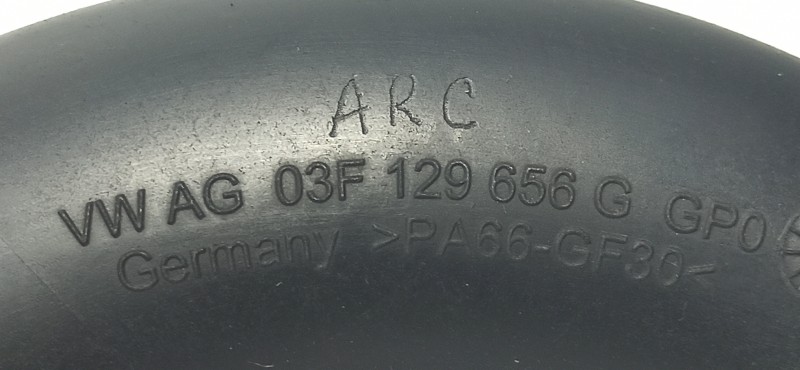 ARC
VW AG 03F 129 656 G GP0
Germany >PA66-GF30<